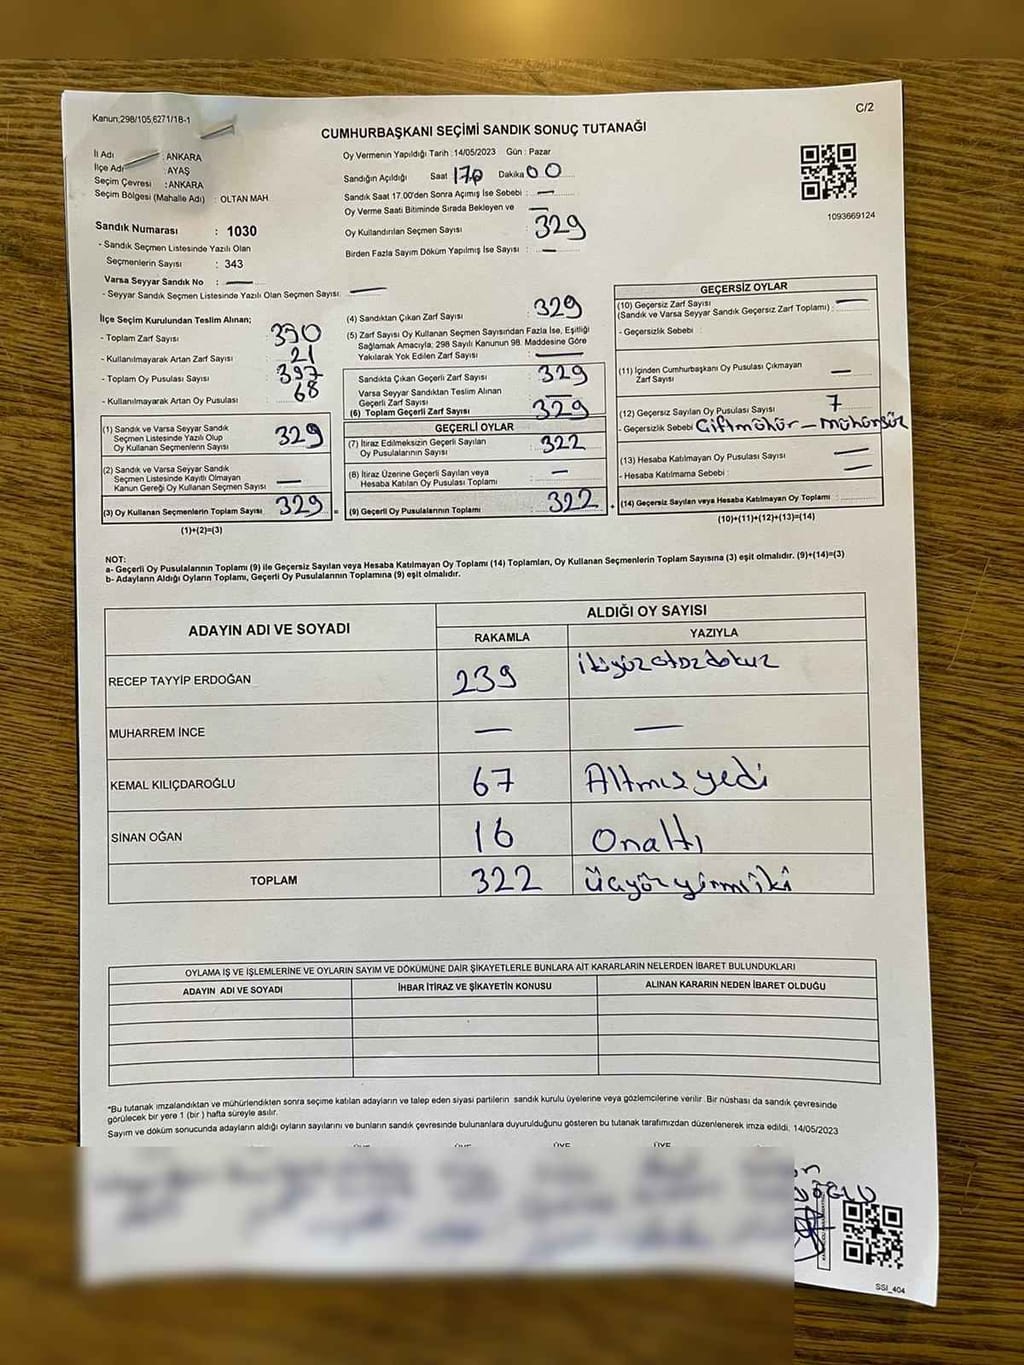 Kanun;298/105,6271/18-1
C/2
CUMHURBAŞKANI SEÇİMİ SANDIK SONUÇ TUTANAĞI
İl Adı : ANKARA
İlçe Adı : AYAŞ
Seçim Çevresi : ANKARA
Seçim Bölgesi (Mahalle Adı) : OLTAN MAH
Oy Vermenin Yapıldığı Tarih : 14/05/2023 Gün : Pazar
Sandığın Açıldığı Saat 17 Dakika 00
Sandık Saat 17.00'den Sonra Açımış İse Sebebi : —
Oy Verme Saati Bitiminde Sırada Bekleyen ve —
Oy Kullandırılan Seçmen Sayısı : 329
Birden Fazla Sayım Döküm Yapılmış İse Sayısı : —
1093669124
Sandık Numarası : 1030
- Sandık Seçmen Listesinde Yazılı Olan
Seçmenlerin Sayısı : 343
Varsa Seyyar Sandık No : —
- Seyyar Sandık Seçmen Listesinde Yazılı Olan Seçmen Sayısı: —
İlçe Seçim Kurulundan Teslim Alınan;
- Toplam Zarf Sayısı : 350
- Kullanılmayarak Artan Zarf Sayısı : 21
- Toplam Oy Pusulası Sayısı : 397
- Kullanılmayarak Artan Oy Pusulası : 68
(1) Sandık ve Varsa Seyyar Sandık
Seçmen Listesinde Yazılı Olup
Oy Kullanan Seçmenlerin Sayısı : 329
(2) Sandık ve Varsa Seyyar Sandık
Seçmen Listesinde Kayıtlı Olmayan
Kanun Gereği Oy Kullanan Seçmen Sayısı : —
(3) Oy Kullanan Seçmenlerin Toplam Sayısı : 329
(1)+(2)=(3)
(4) Sandıktan Çıkan Zarf Sayısı : 329
(5) Zarf Sayısı Oy Kullanan Seçmen Sayısından Fazla İse, Eşitliği
Sağlamak Amacıyla; 298 Sayılı Kanunun 98. Maddesine Göre
Yakılarak Yok Edilen Zarf Sayısı : —
Sandıkta Çıkan Geçerli Zarf Sayısı : 329
Varsa Seyyar Sandıktan Teslim Alınan
Geçerli Zarf Sayısı :
(6) Toplam Geçerli Zarf Sayısı : 329
GEÇERLİ OYLAR
(7) İtiraz Edilmeksizin Geçerli Sayılan
Oy Pusulalarının Sayısı : 322
(8) İtiraz Üzerine Geçerli Sayılan veya
Hesaba Katılan Oy Pusulası Toplamı : —
(9) Geçerli Oy Pusulalarının Toplamı : 322
GEÇERSİZ OYLAR
(10) Geçersiz Zarf Sayısı
(Sandık ve Varsa Seyyar Sandık Geçersiz Zarf Toplamı) : —
- Geçersizlik Sebebi :
(11) İçinden Cumhurbaşkanı Oy Pusulası Çıkmayan
Zarf Sayısı : —
(12) Geçersiz Sayılan Oy Pusulası Sayısı : 7
- Geçersizlik Sebebi : Çiftmühür – Mühürsüz
(13) Hesaba Katılmayan Oy Pusulası Sayısı : —
- Hesaba Katılmama Sebebi : —
(14) Geçersiz Sayılan veya Hesaba Katılmayan Oy Toplamı :
(10)+(11)+(12)+(13)=(14)
NOT:
a- Geçerli Oy Pusulalarının Toplamı (9) ile Geçersiz Sayılan veya Hesaba Katılmayan Oy Toplamı (14) Toplamları, Oy Kullanan Seçmenlerin Toplam Sayısına (3) eşit olmalıdır. (9)+(14)=(3)
b- Adayların Aldığı Oyların Toplamı, Geçerli Oy Pusulalarının Toplamına (9) eşit olmalıdır.
ADAYIN ADI VE SOYADI
ALDIĞI OY SAYISI
RAKAMLA YAZIYLA
RECEP TAYYİP ERDOĞAN 239 ikiyüzotuzdokuz
MUHARREM İNCE — —
KEMAL KILIÇDAROĞLU 67 Altmışyedi
SİNAN OĞAN 16 Onaltı
TOPLAM 322 üçyüzyirmiiki
OYLAMA İŞ VE İŞLEMLERİNE VE OYLARIN SAYIM VE DÖKÜMÜNE DAİR ŞİKAYETLERLE BUNLARA AİT KARARLARIN NELERDEN İBARET BULUNDUKLARI
ADAYIN ADI VE SOYADI İHBAR İTİRAZ VE ŞİKAYETİN KONUSU ALINAN KARARIN NEDEN İBARET OLDUĞU
*Bu tutanak imzalandıktan ve mühürlendikten sonra seçime katılan adayların ve talep eden siyasi partilerin sandık kurulu üyelerine veya gözlemcilerine verilir. Bir nüshası da sandık çevresinde
görülecek bir yere 1 (bir) hafta süreyle asılır.
Sayım ve döküm sonucunda adayların aldığı oyların sayılarını ve bunların sandık çevresinde bulunanlara duyurulduğunu gösteren bu tutanak tarafımızdan düzenlenerek imza edildi. 14/05/2023
SSI_404